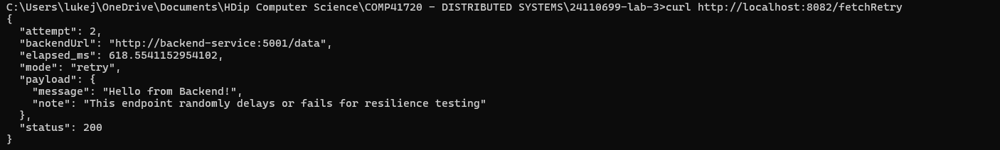 C:\Users\lukej\OneDrive\Documents\HDip Computer Science\COMP41720 - DISTRIBUTED SYSTEMS\24110699-lab-3>curl http://localhost:8082/fetchRetry
{
  "attempt": 2,
  "backendUrl": "http://backend-service:5001/data",
  "elapsed_ms": 618.5541152954102,
  "mode": "retry",
  "payload": {
    "message": "Hello from Backend!",
    "note": "This endpoint randomly delays or fails for resilience testing"
  },
  "status": 200
}